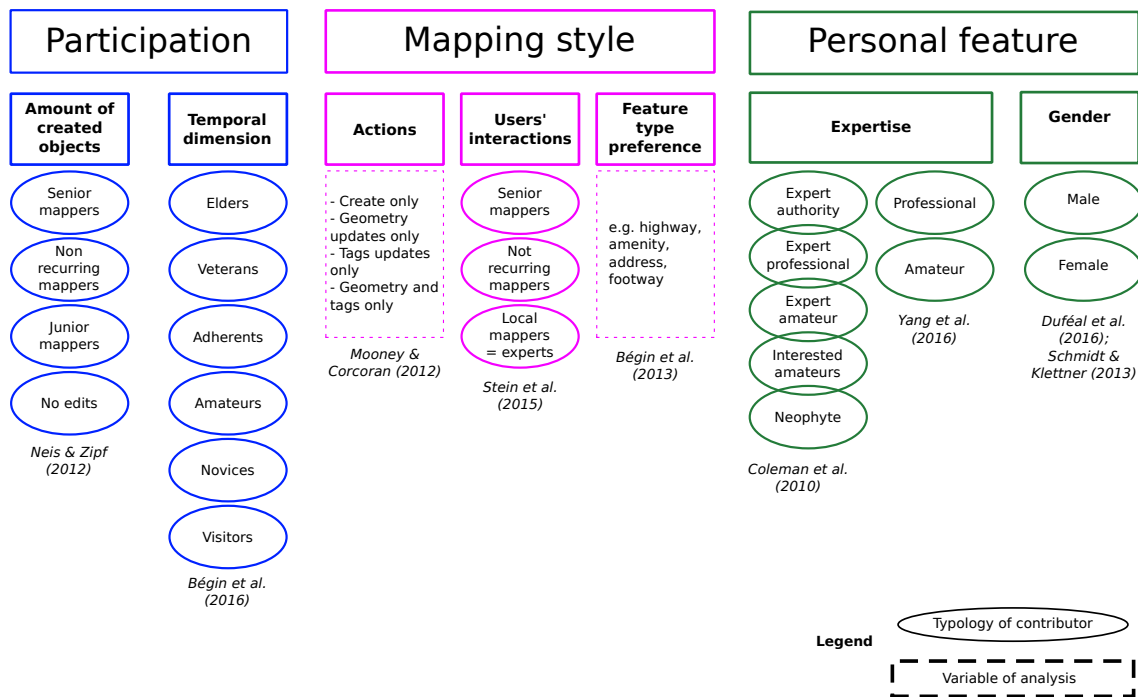 Participation
Amount of
created
objects
Senior
mappers
Non
recurring
mappers
Junior
mappers
No edits
Neis & Zipf
(2012)
Temporal
dimension
Elders
Veterans
Adherents
Amateurs
Novices
Visitors
Bégin et al.
(2016)
Mapping style
Actions
- Create only
- Geometry
updates only
- Tags updates
only
- Geometry and
tags only
Mooney &
Corcoran (2012)
Users'
interactions
Senior
mappers
Not
recurring
mappers
Local
mappers
= experts
Stein et al.
(2015)
Feature
type
preference
e.g. highway,
amenity,
address,
footway
Bégin et al.
(2013)
Personal feature
Expertise
Expert
authority
Expert
professional
Expert
amateur
Interested
amateurs
Neophyte
Coleman et al.
(2010)
Professional
Amateur
Yang et al.
(2016)
Gender
Male
Female
Duféal et al.
(2016);
Schmidt &
Klettner (2013)
Legend
Typology of contributor
Variable of analysis